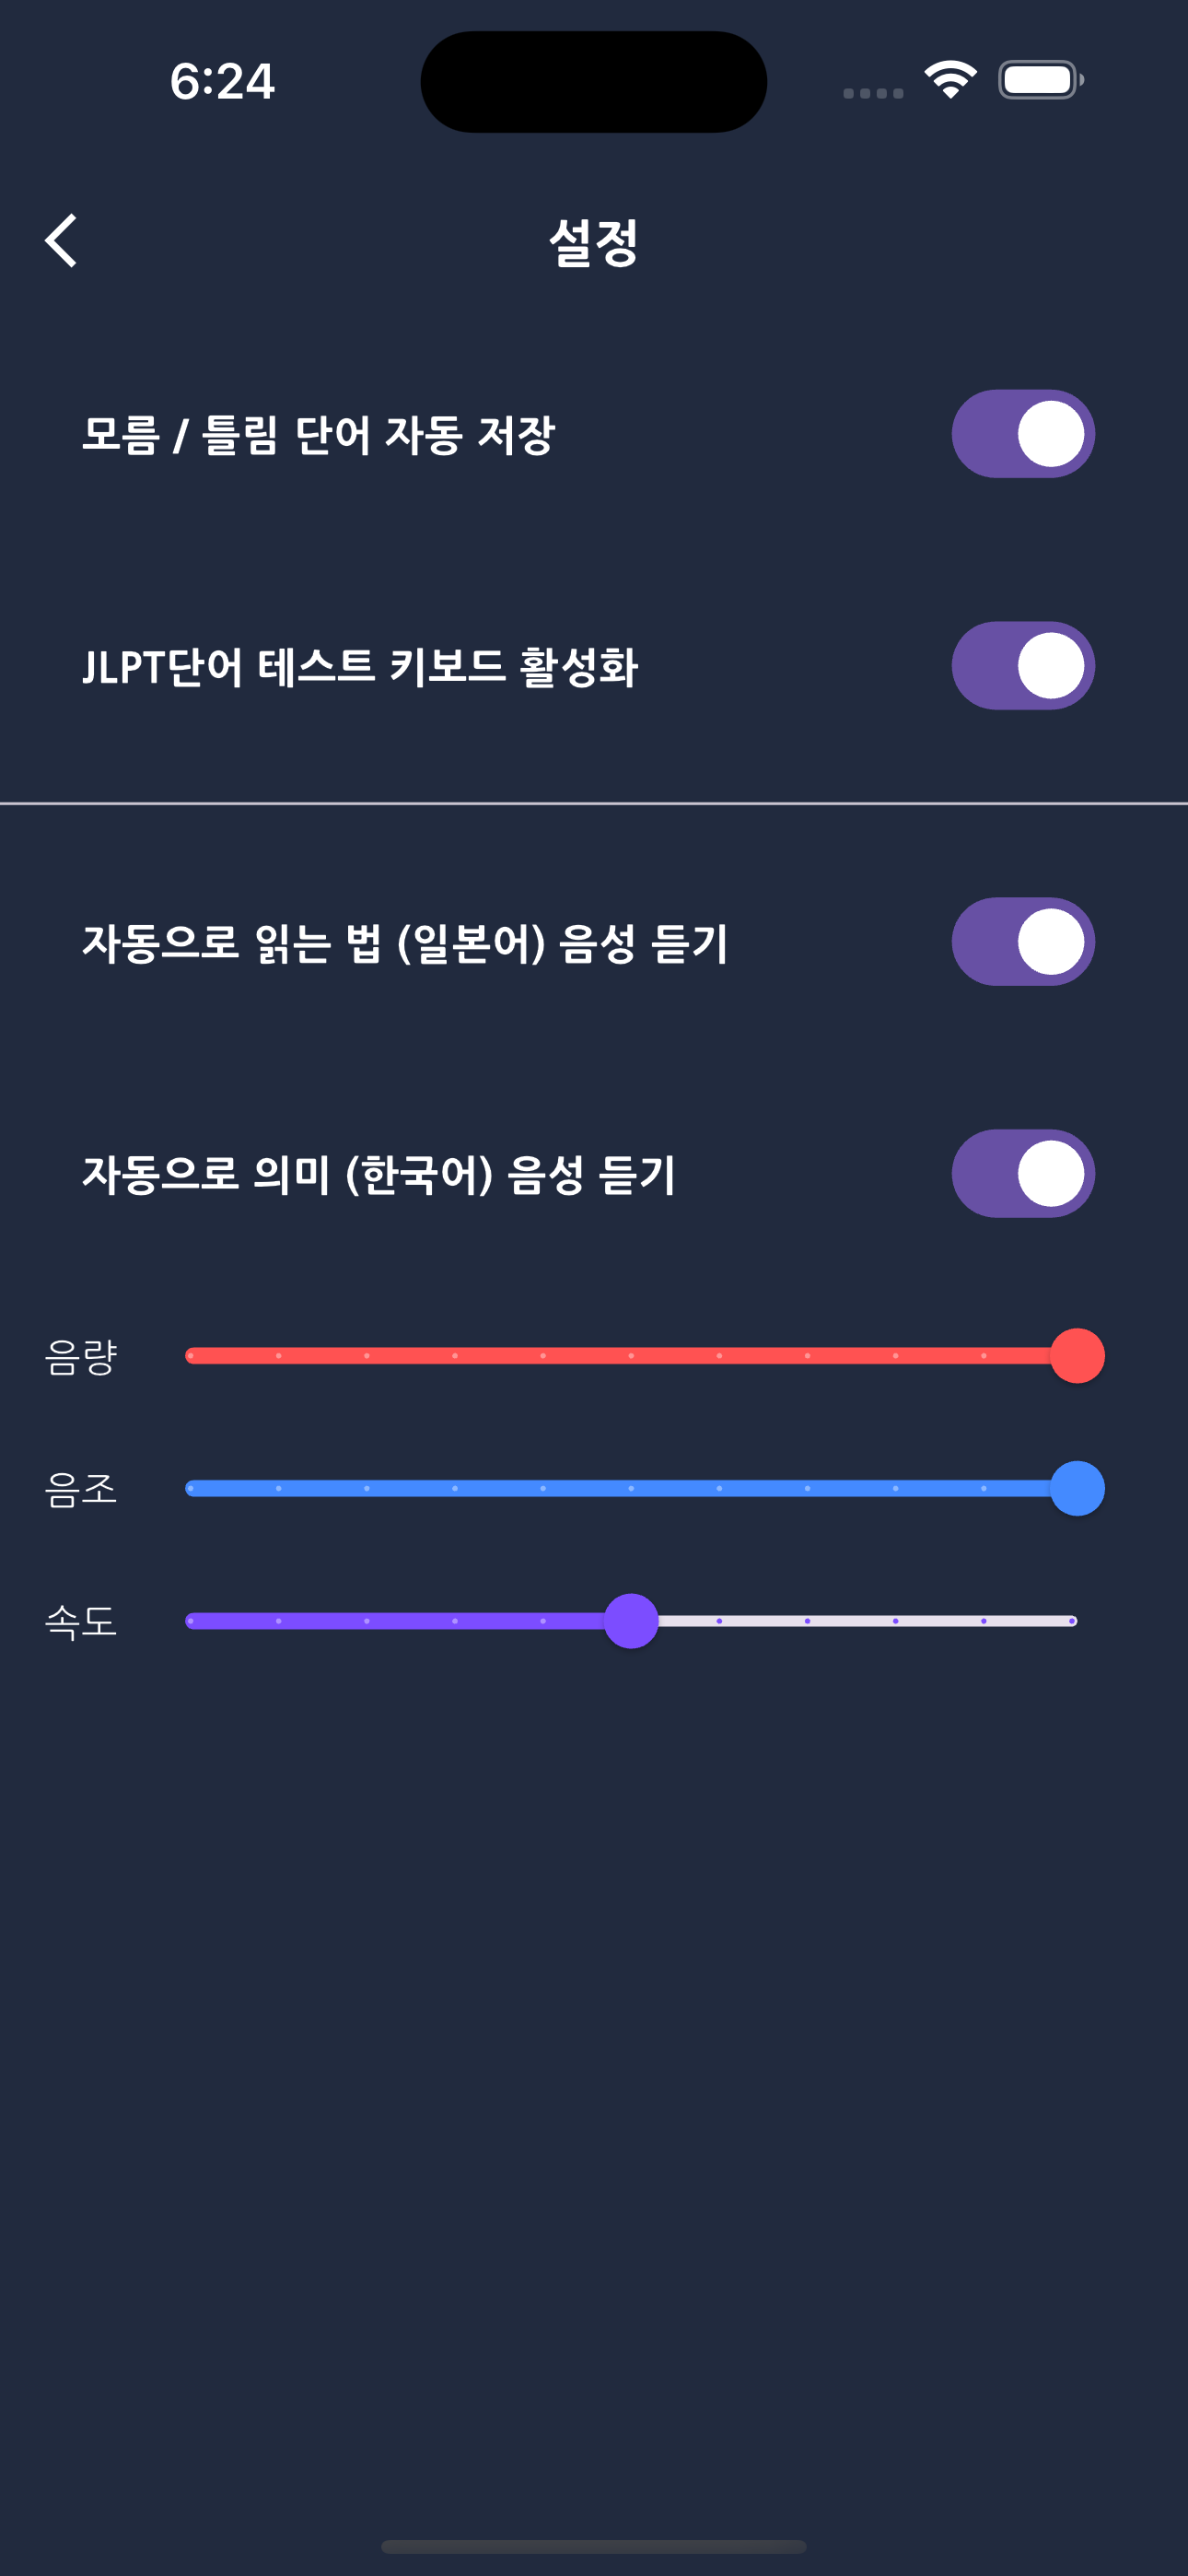 6:24
설정
모름 / 틀림 단어 자동 저장
JLPT단어 테스트 키보드 활성화
자동으로 읽는 법 (일본어) 음성 듣기
자동으로 의미 (한국어) 음성 듣기
음량
음조
속도